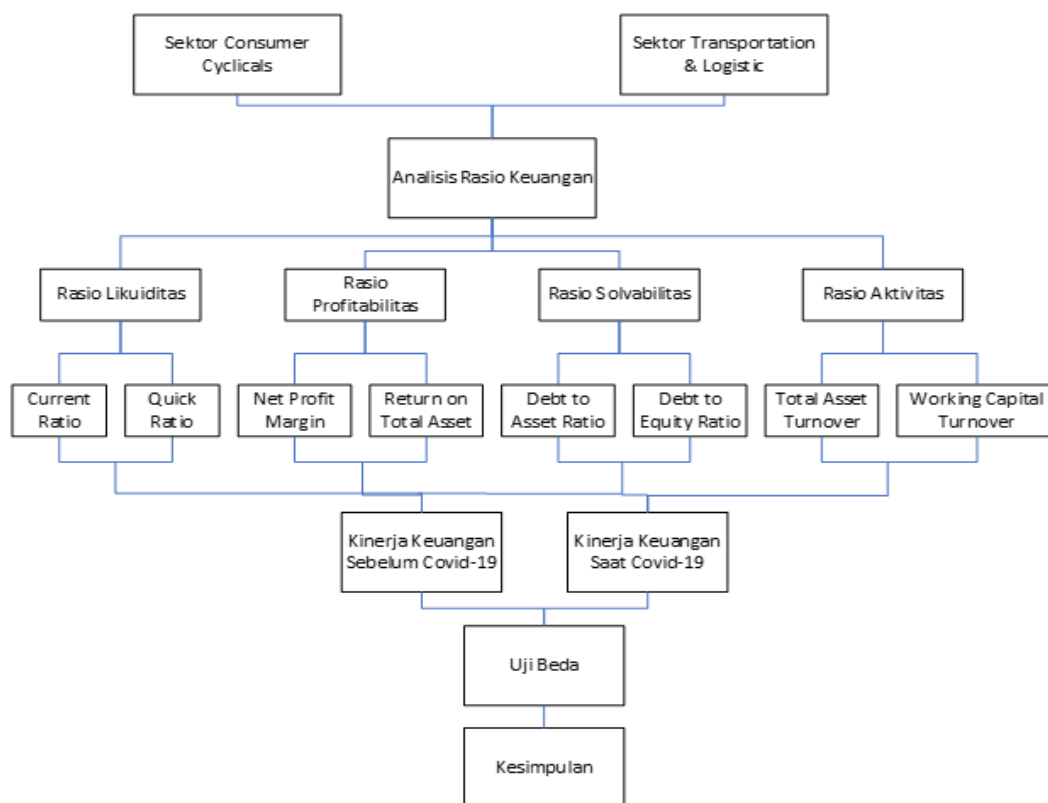 Sektor Consumer
Cyclicals
Sektor Transportation
& Logistic
Analisis Rasio Keuangan
Rasio Likuiditas
Rasio
Profitabilitas
Rasio Solvabilitas
Rasio Aktivitas
Current
Ratio
Quick
Ratio
Net Profit
Margin
Return on
Total Asset
Debt to
Asset Ratio
Debt to
Equity Ratio
Total Asset
Turnover
Working Capital
Turnover
Kinerja Keuangan
Sebelum Covid-19
Kinerja Keuangan
Saat Covid-19
Uji Beda
Kesimpulan